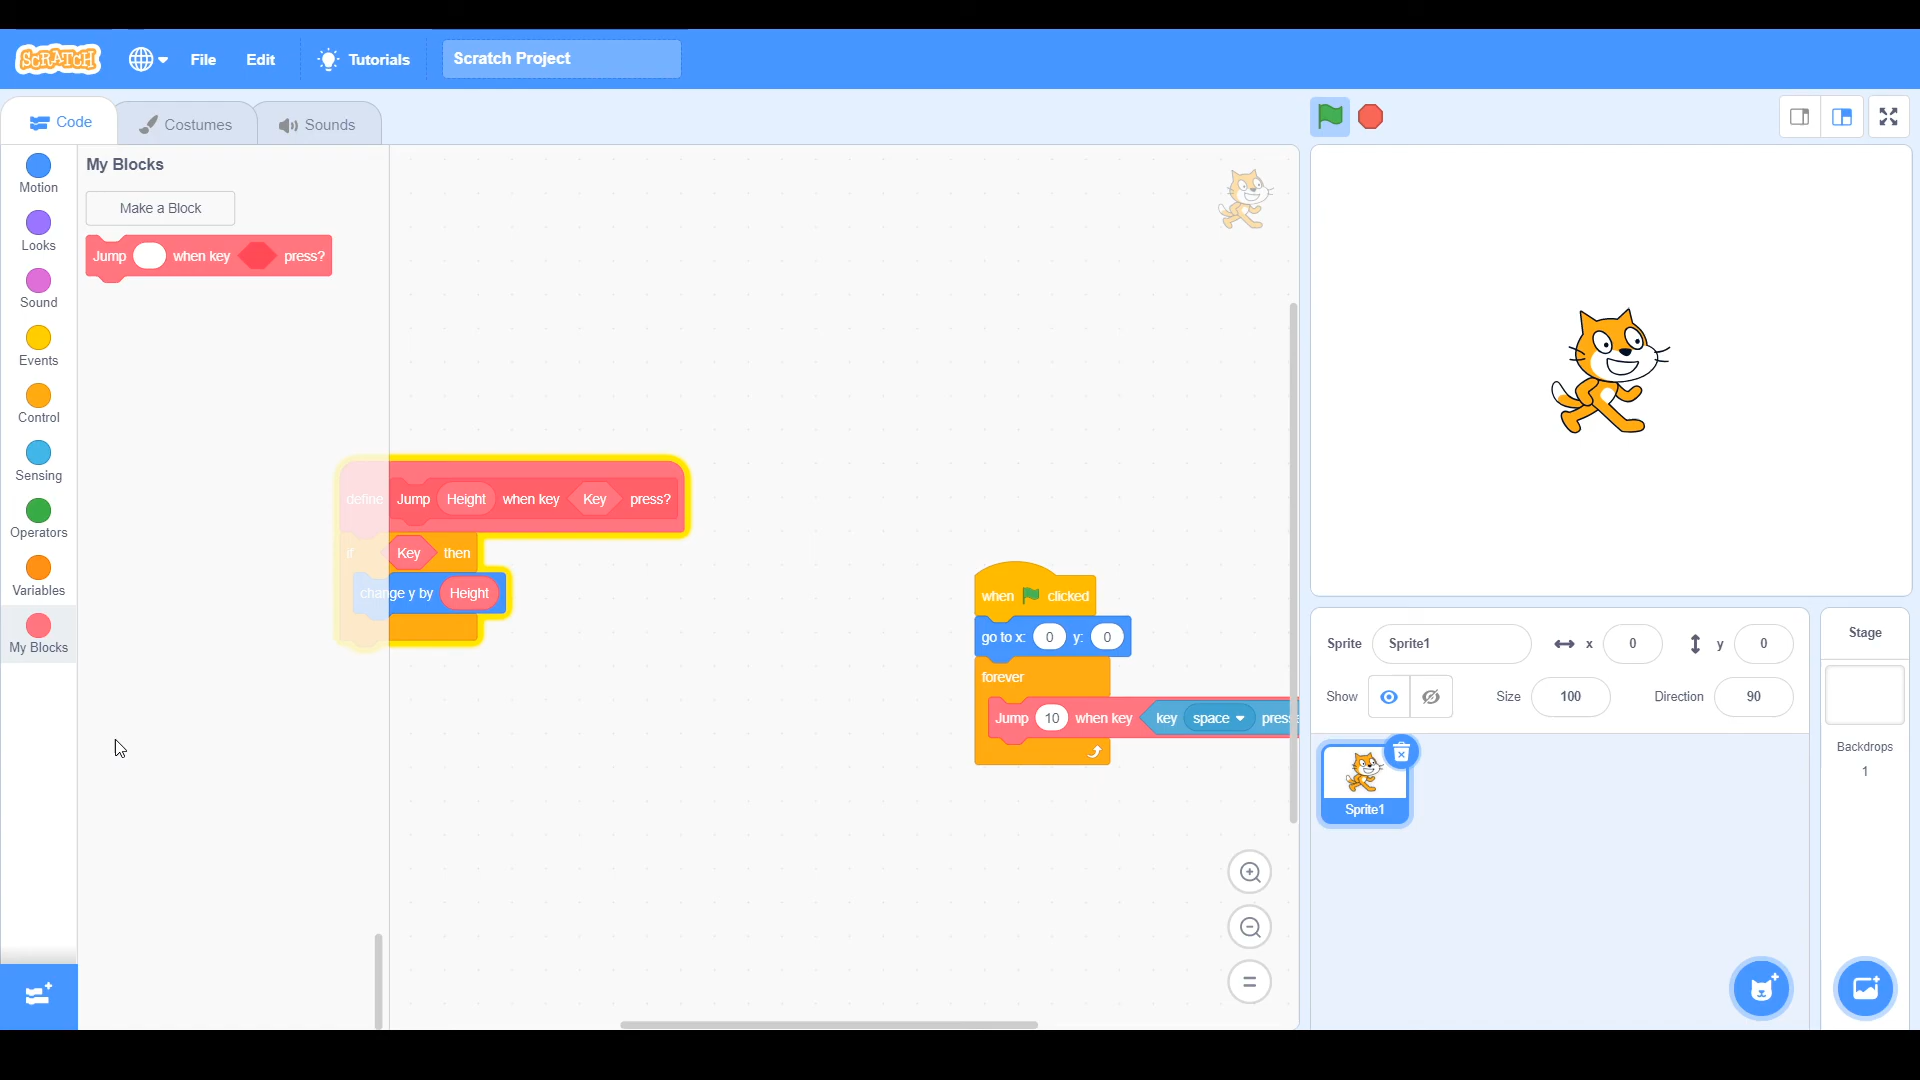 SCRATCH File Edit Tutorials Scratch Project
Code Costumes Sounds
Motion
Looks
Sound
Events
Control
Sensing
Operators
Variables
My Blocks
My Blocks
Make a Block
Jump when key press?
define Jump Height when key Key press?
if Key then
change y by Height
when clicked
go to x: 0 y: 0
forever
Jump 10 when key key space press
Sprite Sprite1 x 0 y 0
Show Size 100 Direction 90
Sprite1
Stage
Backdrops
1